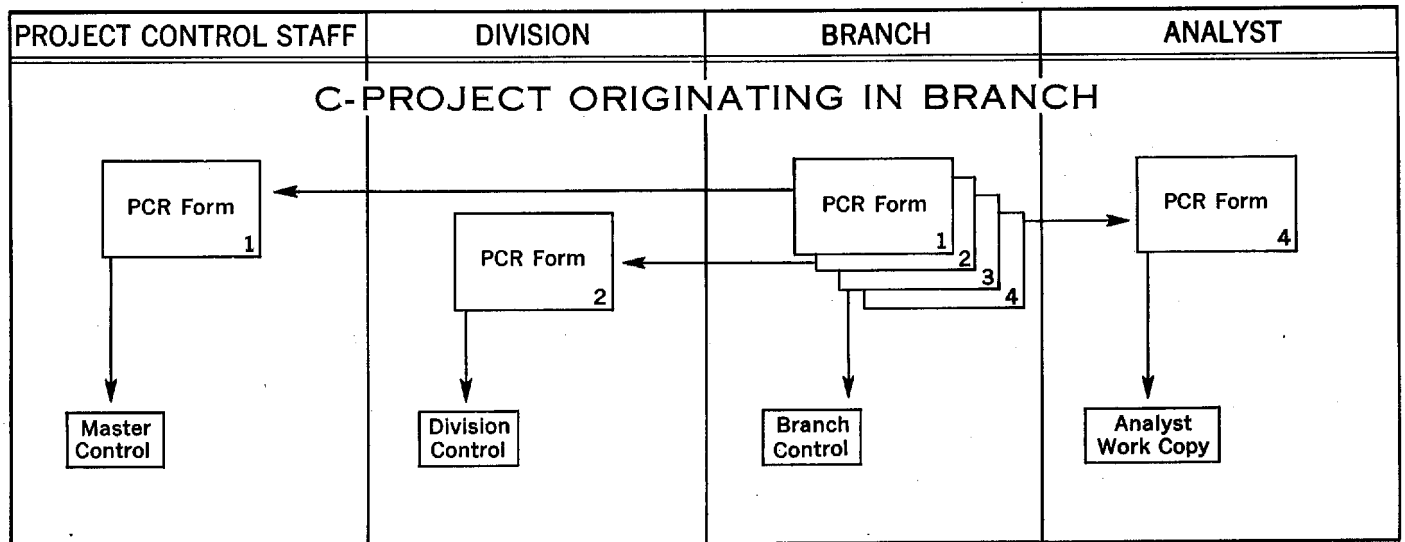 PROJECT CONTROL STAFF
DIVISION
BRANCH
ANALYST
C-PROJECT ORIGINATING IN BRANCH
PCR Form
1
PCR Form
2
PCR Form
1
2
3
4
PCR Form
4
Master
Control
Division
Control
Branch
Control
Analyst
Work Copy